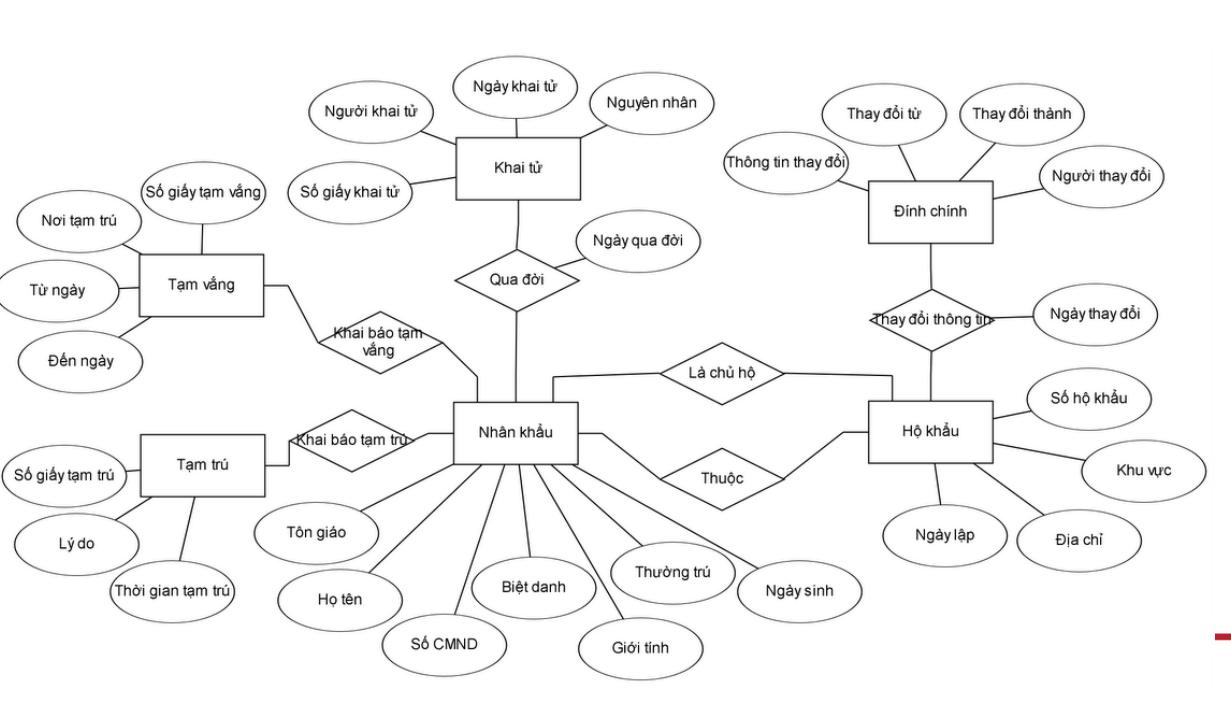 Ngày khai tử
Nguyên nhân
Người khai tử
Thay đổi từ
Thay đổi thành
Khai tử
Thông tin thay đổi
Người thay đổi
Số giấy tạm vắng
Số giấy khai tử
Đính chính
Nơi tạm trú
Ngày qua đời
Qua đời
Tạm vắng
Từ ngày
Thay đổi thông tin
Ngày thay đổi
Khai báo tạm
vắng
Đến ngày
Là chủ hộ
Số hộ khẩu
Nhân khẩu
Hộ khẩu
Khai báo tạm trú
Tạm trú
Số giấy tạm trú
Thuộc
Khu vực
Tôn giáo
Ngày lập
Địa chỉ
Lý do
Thường trú
Biệt danh
Thời gian tạm trú
Ngày sinh
Họ tên
Số CMND
Giới tính